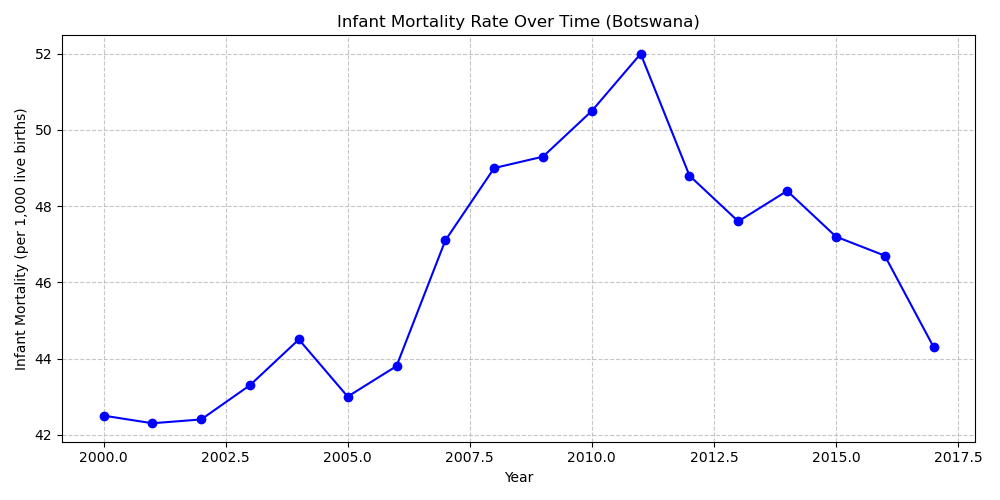 Infant Mortality Rate Over Time (Botswana)
Infant Mortality (per 1,000 live births)
52
50
48
46
44
42
2000.0 2002.5 2005.0 2007.5 2010.0 2012.5 2015.0 2017.5
Year